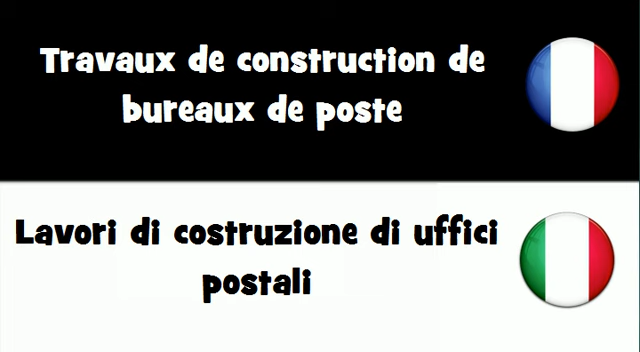 Travaux de construction de
bureaux de poste
Lavori di costruzione di uffici
postali